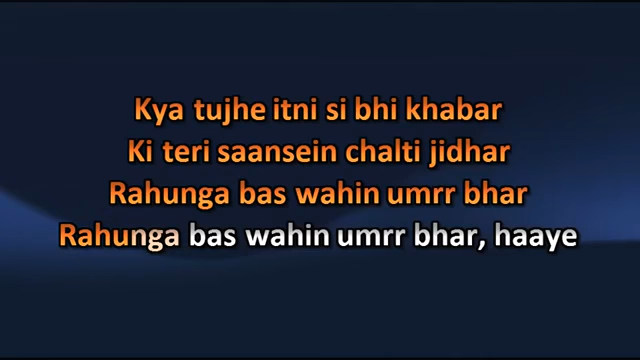 Kya tujhe itni si bhi khabar
Ki teri saansein chalti jidhar
Rahunga bas wahin umrr bhar
Rahunga bas wahin umrr bhar, haaye